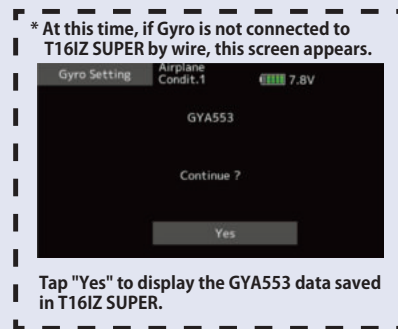 * At this time, if Gyro is not connected to
T16IZ SUPER by wire, this screen appears.
Gyro Setting
Airplane
Condit.1
7.8V
GYA553
Continue ?
Yes
Tap "Yes" to display the GYA553 data saved
in T16IZ SUPER.